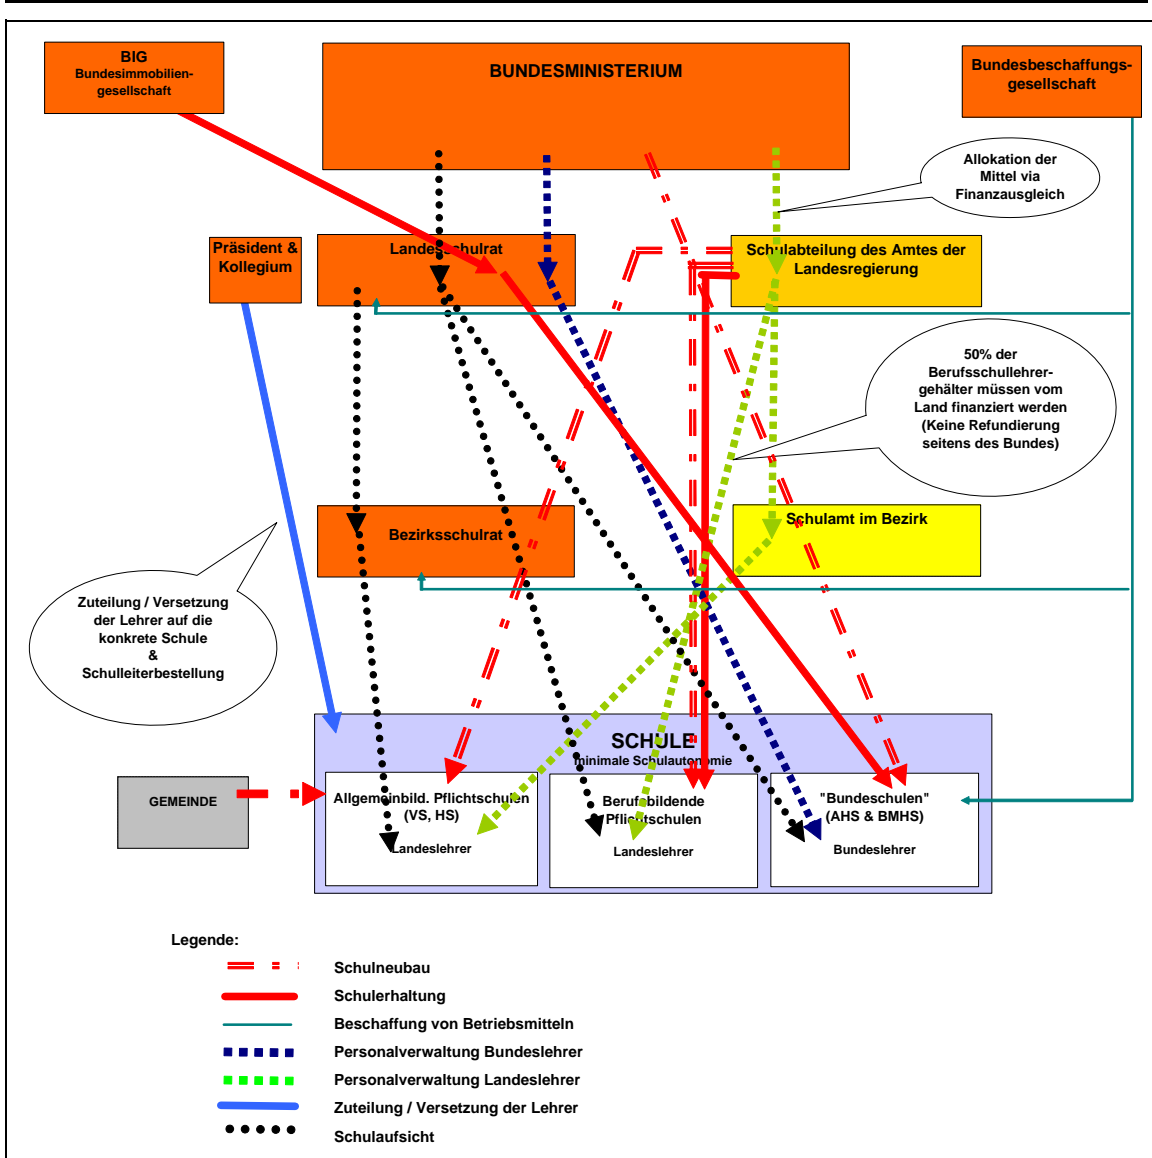 BIG
Bundesimmobilien-
gesellschaft
BUNDESMINISTERIUM
Bundesbeschaffungs-
gesellschaft
Allokation der
Mittel via
Finanzausgleich
Präsident &
Kollegium
Landesschulrat
Schulabteilung des Amtes der
Landesregierung
50% der
Berufsschullehrer-
gehälter müssen vom
Land finanziert werden
(Keine Refundierung
seitens des Bundes)
Bezirksschulrat
Schulamt im Bezirk
Zuteilung / Versetzung
der Lehrer auf die
konkrete Schule
&
Schulleiterbestellung
SCHULE
minimale Schulautonomie
GEMEINDE
Allgemeinbild. Pflichtschulen
(VS, HS)
Landeslehrer
Berufsbildende
Pflichtschulen
Landeslehrer
"Bundeschulen"
(AHS & BMHS)
Bundeslehrer
Legende:
Schulneubau
Schulerhaltung
Beschaffung von Betriebsmitteln
Personalverwaltung Bundeslehrer
Personalverwaltung Landeslehrer
Zuteilung / Versetzung der Lehrer
Schulaufsicht